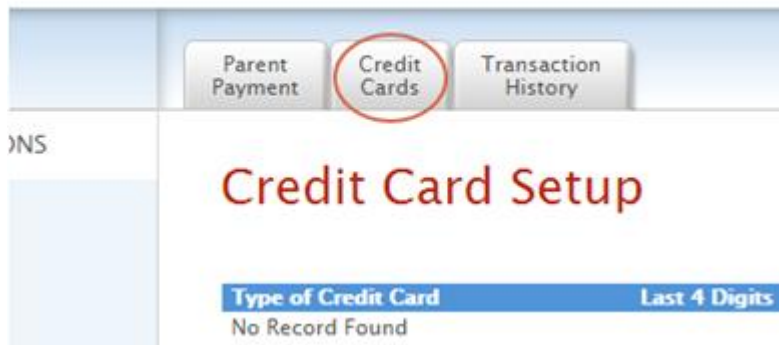 Parent Payment
Credit Cards
Transaction History
ONS
Credit Card Setup
Type of Credit Card Last 4 Digits
No Record Found